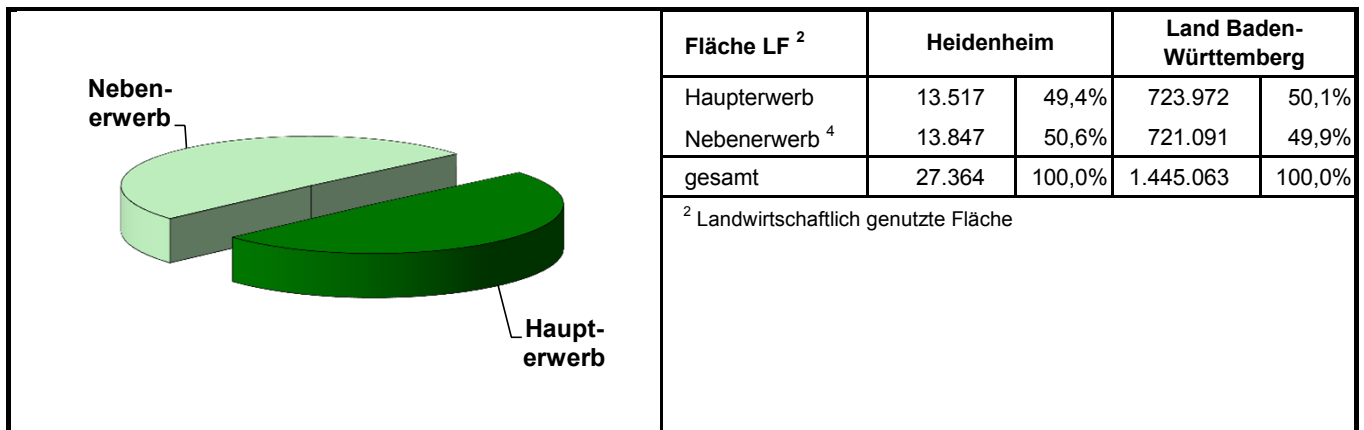 Neben-
erwerb
Haupt-
erwerb
Fläche LF ² Heidenheim Land Baden-
Württemberg
Haupterwerb 13.517 49,4% 723.972 50,1%
Nebenerwerb ⁴ 13.847 50,6% 721.091 49,9%
gesamt 27.364 100,0% 1.445.063 100,0%
² Landwirtschaftlich genutzte Fläche